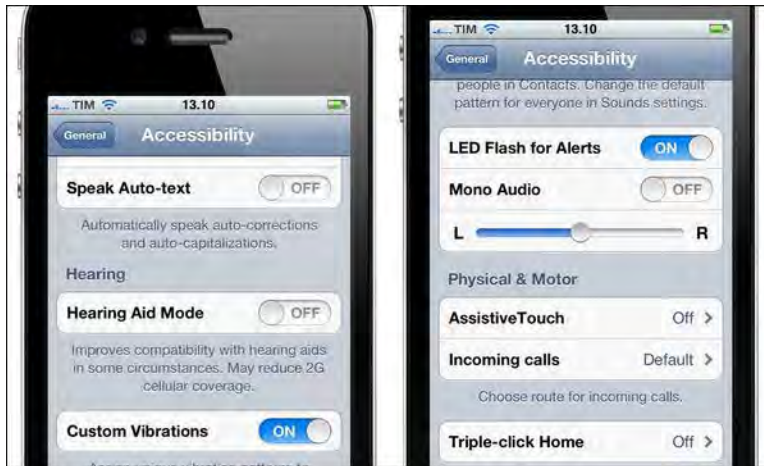 TIM 13.10
General Accessibility
Speak Auto-text OFF
Automatically speak auto-corrections
and auto-capitalizations.
Hearing
Hearing Aid Mode OFF
Improves compatibility with hearing aids
in some circumstances. May reduce 2G
cellular coverage.
Custom Vibrations ON
TIM 13.10
General Accessibility
people in Contacts. Change the default
pattern for everyone in Sounds settings.
LED Flash for Alerts ON
Mono Audio OFF
L R
Physical & Motor
AssistiveTouch Off >
Incoming calls Default >
Choose route for incoming calls.
Triple-click Home Off >